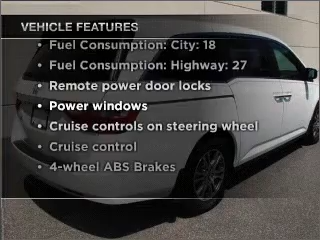 VEHICLE FEATURES
• Fuel Consumption: City: 18
• Fuel Consumption: Highway: 27
• Remote power door locks
• Power windows
• Cruise controls on steering wheel
• Cruise control
• 4-wheel ABS Brakes